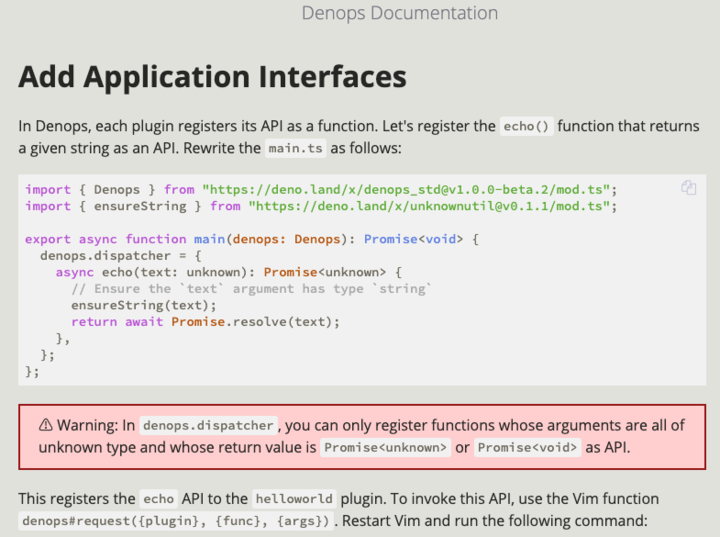 Denops Documentation
Add Application Interfaces
In Denops, each plugin registers its API as a function. Let's register the echo() function that returns
a given string as an API. Rewrite the main.ts as follows:
import { Denops } from "https://deno.land/x/denops_std@v1.0.0-beta.2/mod.ts";
import { ensureString } from "https://deno.land/x/unknownutil@v0.1.1/mod.ts";
export async function main(denops: Denops): Promise<void> {
  denops.dispatcher = {
    async echo(text: unknown): Promise<unknown> {
      // Ensure the `text` argument has type `string`
      ensureString(text);
      return await Promise.resolve(text);
    },
  };
};
⚠ Warning: In denops.dispatcher, you can only register functions whose arguments are all of
unknown type and whose return value is Promise<unknown> or Promise<void> as API.
This registers the echo API to the helloworld plugin. To invoke this API, use the Vim function
denops#request({plugin}, {func}, {args}). Restart Vim and run the following command: